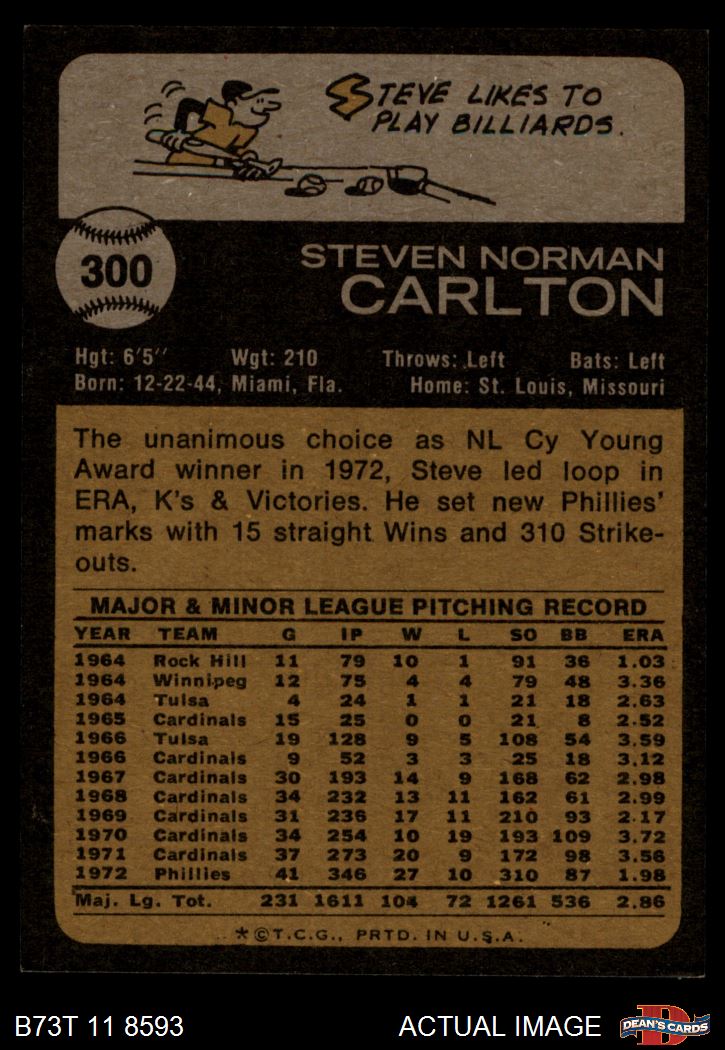 STEVE LIKES TO
PLAY BILLIARDS.
300
STEVEN NORMAN
CARLTON
Hgt: 6'5'' Wgt: 210 Throws: Left Bats: Left
Born: 12-22-44, Miami, Fla. Home: St. Louis, Missouri
The unanimous choice as NL Cy Young
Award winner in 1972, Steve led loop in
ERA, K's & Victories. He set new Phillies'
marks with 15 straight Wins and 310 Strike-
outs.
MAJOR & MINOR LEAGUE PITCHING RECORD
YEAR TEAM G IP W L SO BB ERA
1964 Rock Hill 11 79 10 1 91 36 1.03
1964 Winnipeg 12 75 4 4 79 48 3.36
1964 Tulsa 4 24 1 1 21 18 2.63
1965 Cardinals 15 25 0 0 21 8 2.52
1966 Tulsa 19 128 9 5 108 54 3.59
1966 Cardinals 9 52 3 3 25 18 3.12
1967 Cardinals 30 193 14 9 168 62 2.98
1968 Cardinals 34 232 13 11 162 61 2.99
1969 Cardinals 31 236 17 11 210 93 2.17
1970 Cardinals 34 254 10 19 193 109 3.72
1971 Cardinals 37 273 20 9 172 98 3.56
1972 Phillies 41 346 27 10 310 87 1.98
Maj. Lg. Tot. 231 1611 104 72 1261 536 2.86
*©T.C.G., PRTD. IN U.S.A.
B73T 11 8593 ACTUAL IMAGE D DEAN'S CARDS